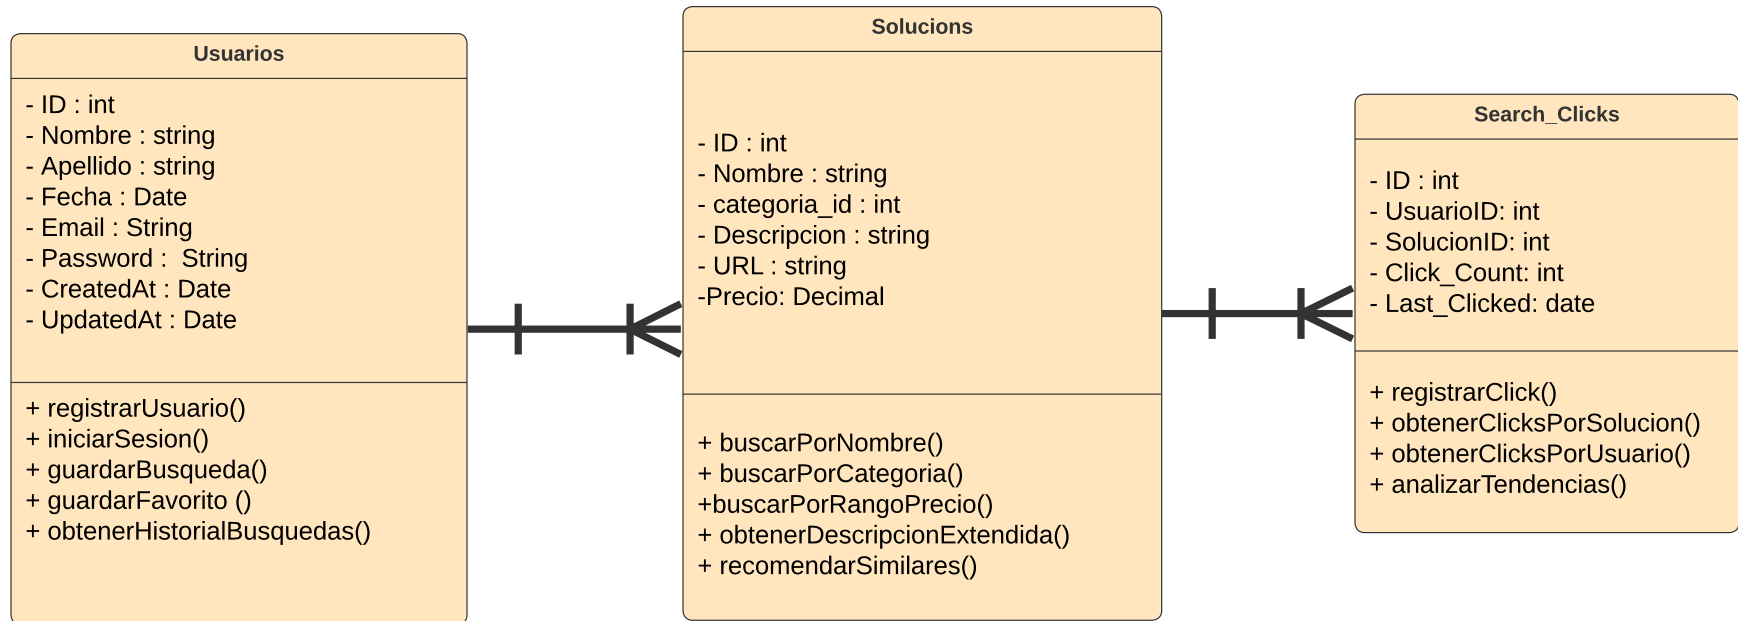 Usuarios
- ID : int
- Nombre : string
- Apellido : string
- Fecha : Date
- Email : String
- Password :  String
- CreatedAt : Date
- UpdatedAt : Date
+ registrarUsuario()
+ iniciarSesion()
+ guardarBusqueda()
+ guardarFavorito ()
+ obtenerHistorialBusquedas()
Solucions
- ID : int
- Nombre : string
- categoria_id : int
- Descripcion : string
- URL : string
-Precio: Decimal
+ buscarPorNombre()
+ buscarPorCategoria()
+buscarPorRangoPrecio()
+ obtenerDescripcionExtendida()
+ recomendarSimilares()
Search_Clicks
- ID : int
- UsuarioID: int
- SolucionID: int
- Click_Count: int
- Last_Clicked: date
+ registrarClick()
+ obtenerClicksPorSolucion()
+ obtenerClicksPorUsuario()
+ analizarTendencias()